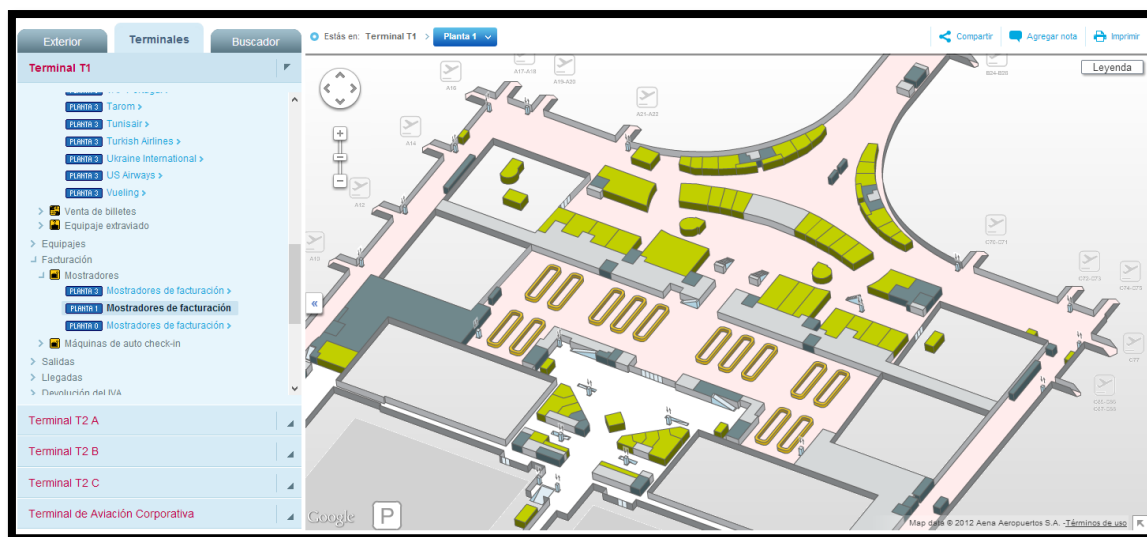 Exterior
Terminales
Buscador
Estás en: Terminal T1 > Planta 1
Compartir
Agregar nota
Imprimir
Terminal T1
PLANTA 3 Tarom >
PLANTA 3 Tunisair >
PLANTA 3 Turkish Airlines >
PLANTA 3 Ukraine International >
PLANTA 3 US Airways >
PLANTA 3 Vueling >
> Venta de billetes
> Equipaje extraviado
> Equipajes
Facturación
Mostradores
PLANTA 3 Mostradores de facturación >
PLANTA 1 Mostradores de facturación
PLANTA 0 Mostradores de facturación >
> Máquinas de auto check-in
> Salidas
> Llegadas
> Devolución del IVA
Terminal T2 A
Terminal T2 B
Terminal T2 C
Terminal de Aviación Corporativa
Leyenda
A17-A18
A19-A20
A16
A21-A22
A14
A12
A10
C70-C71
C72-C73
C74-C75
C77
«
Google
P
Map data © 2012 Aena Aeropuertos S.A. -Términos de uso